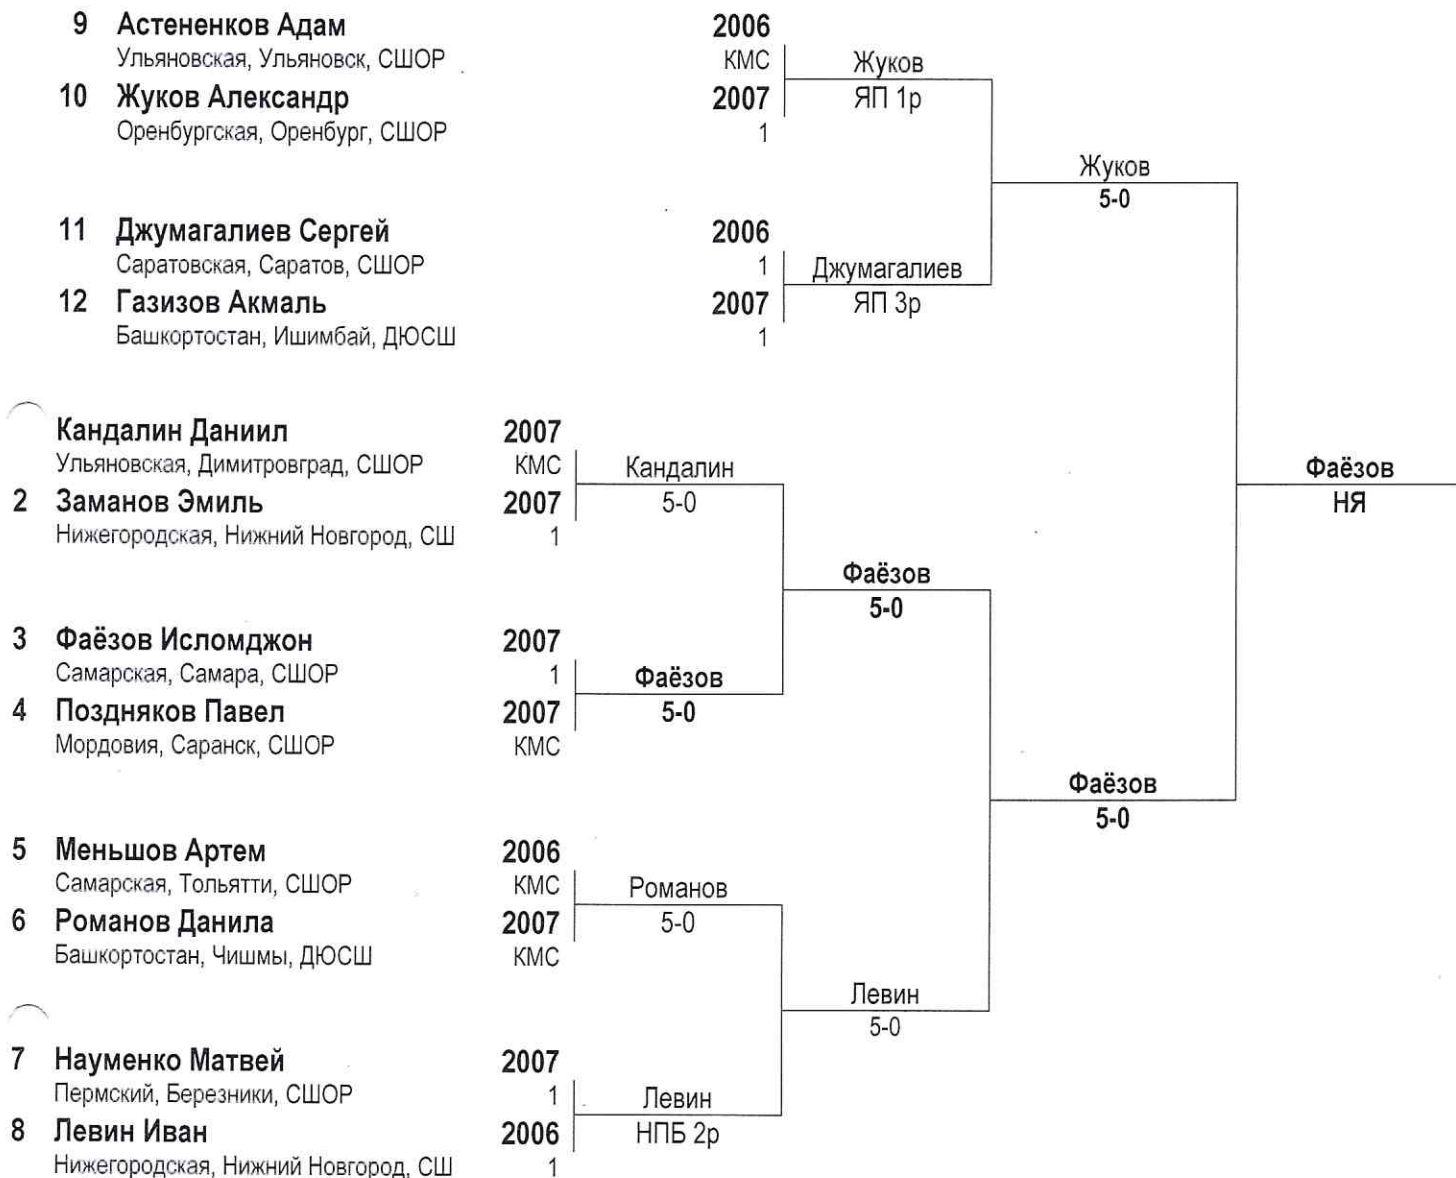 9 Астененков Адам 2006
Ульяновская, Ульяновск, СШОР КМС Жуков
10 Жуков Александр 2007 ЯП 1р
Оренбургская, Оренбург, СШОР 1
Жуков
5-0
11 Джумагалиев Сергей 2006
Саратовская, Саратов, СШОР 1 Джумагалиев
12 Газизов Акмаль 2007 ЯП 3р
Башкортостан, Ишимбай, ДЮСШ 1
Кандалин Даниил 2007
Ульяновская, Димитровград, СШОР КМС Кандалин Фаёзов
2 Заманов Эмиль 2007 5-0 НЯ
Нижегородская, Нижний Новгород, СШ 1
Фаёзов
5-0
3 Фаёзов Исломджон 2007
Самарская, Самара, СШОР 1 Фаёзов
4 Поздняков Павел 2007 5-0
Мордовия, Саранск, СШОР КМС
Фаёзов
5-0
5 Меньшов Артем 2006
Самарская, Тольятти, СШОР КМС Романов
6 Романов Данила 2007 5-0
Башкортостан, Чишмы, ДЮСШ КМС
Левин
5-0
7 Науменко Матвей 2007
Пермский, Березники, СШОР 1 Левин
8 Левин Иван 2006 НПБ 2р
Нижегородская, Нижний Новгород, СШ 1